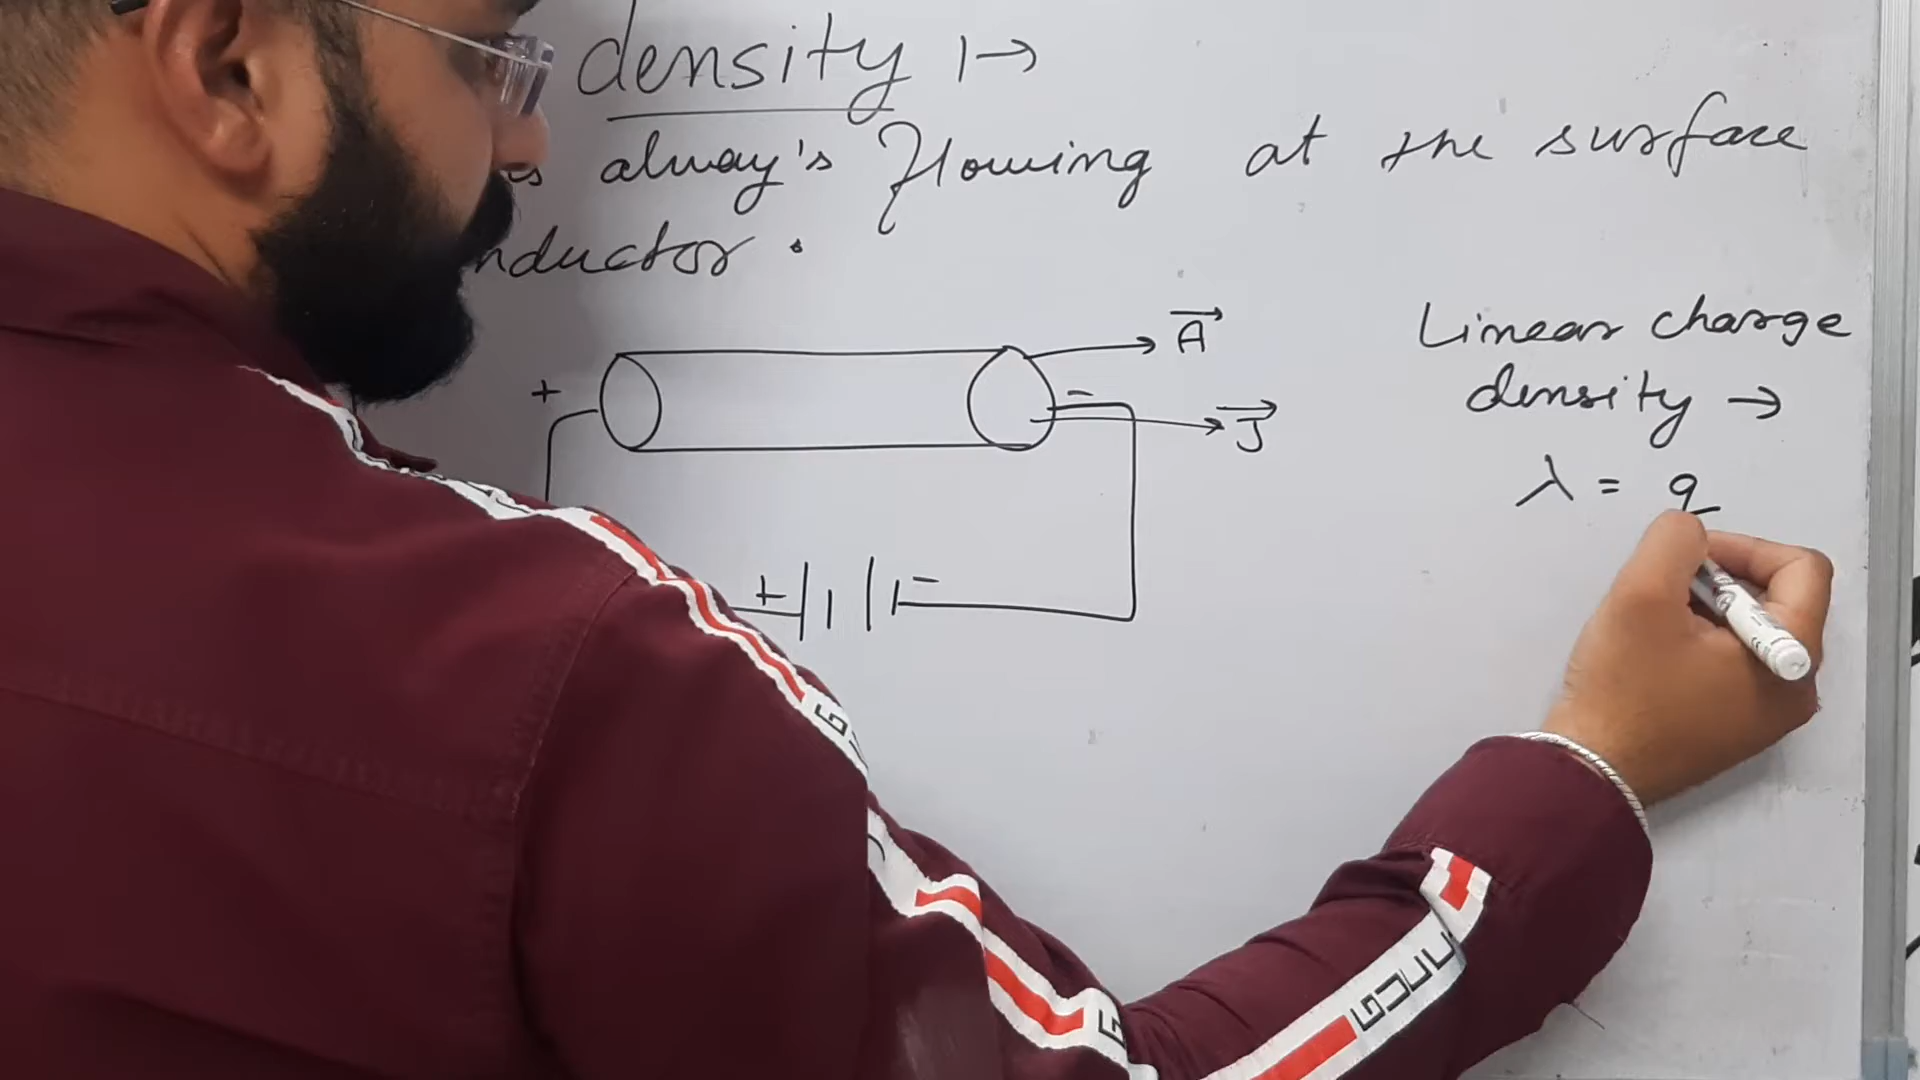 density →
always flowing at the surface
nductor .
A
+
-
J
+
-
Linear charge
density →
λ = q